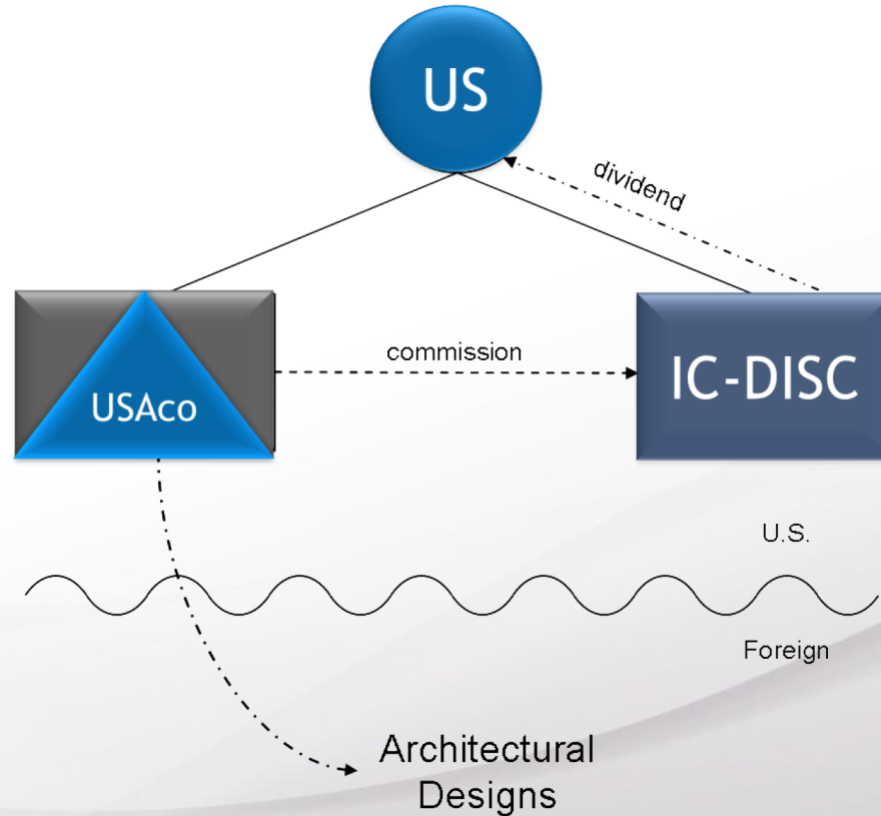 US
dividend
USAco
commission
IC-DISC
U.S.
Foreign
Architectural
Designs